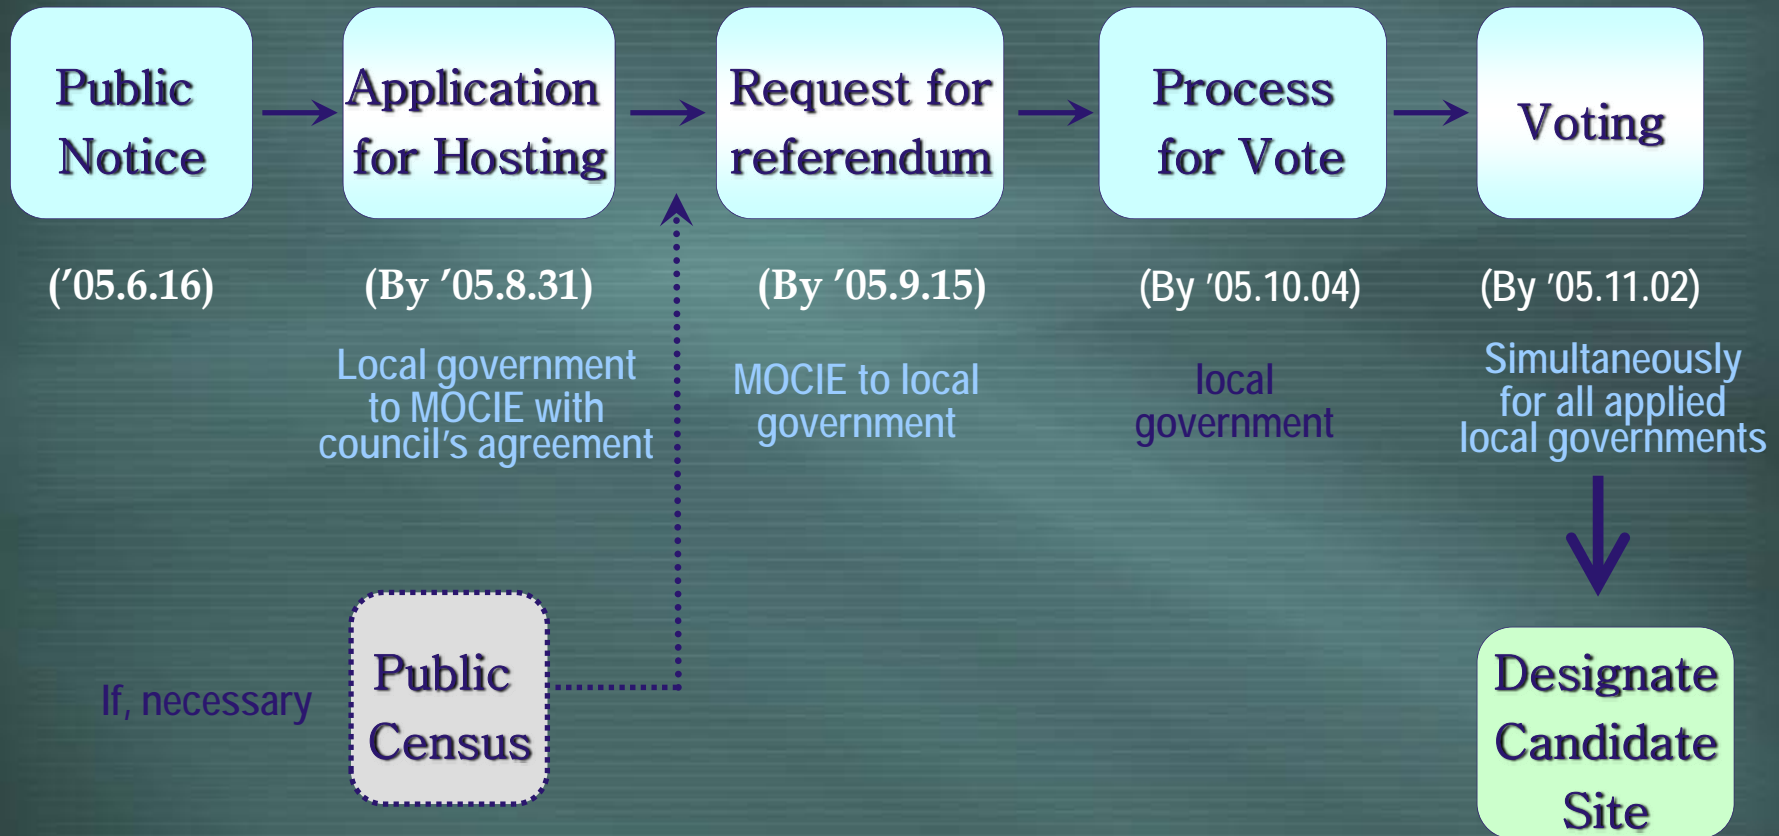 Public
Notice
Application
for Hosting
Request for
referendum
Process
for Vote
Voting
(’05.6.16)
(By ’05.8.31)
(By ’05.9.15)
(By ’05.10.04)
(By ’05.11.02)
Local government
to MOCIE with
council’s agreement
MOCIE to local
government
local
government
Simultaneously
for all applied
local governments
If, necessary
Public
Census
Designate
Candidate
Site